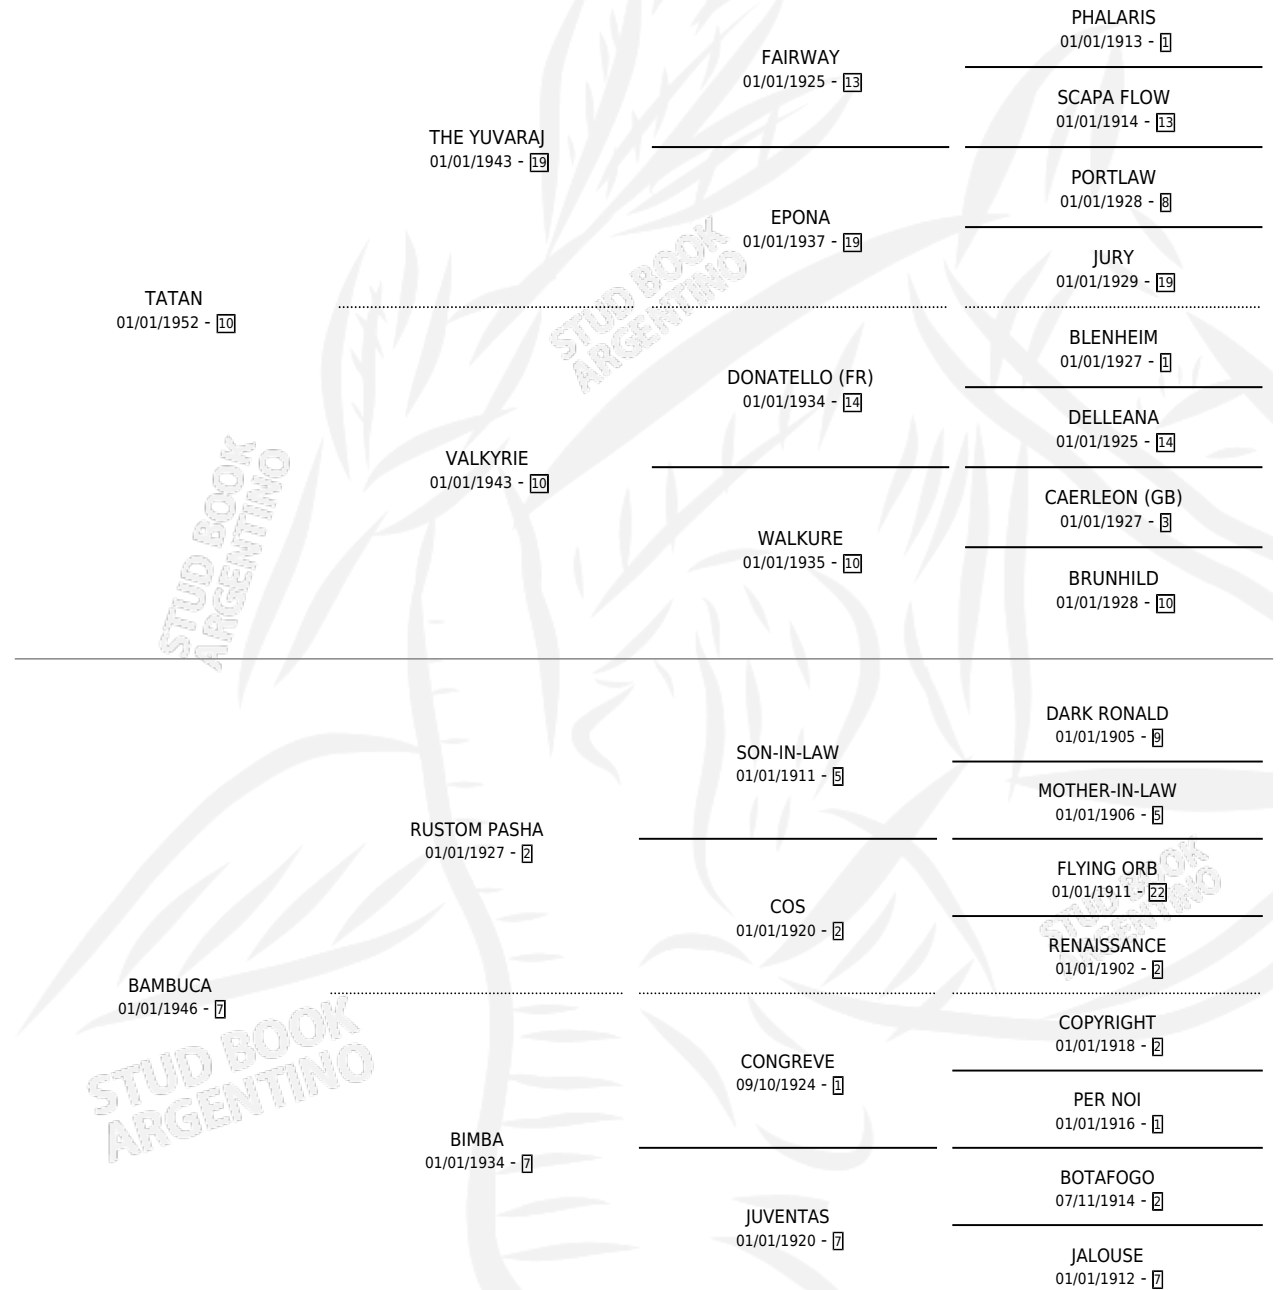 PHALARIS
01/01/1913 - 1
FAIRWAY
01/01/1925 - 13
SCAPA FLOW
01/01/1914 - 13
THE YUVARAJ
01/01/1943 - 19
PORTLAW
01/01/1928 - 8
EPONA
01/01/1937 - 19
JURY
01/01/1929 - 19
TATAN
01/01/1952 - 10
BLENHEIM
01/01/1927 - 1
DONATELLO (FR)
01/01/1934 - 14
DELLEANA
01/01/1925 - 14
VALKYRIE
01/01/1943 - 10
CAERLEON (GB)
01/01/1927 - 3
WALKURE
01/01/1935 - 10
BRUNHILD
01/01/1928 - 10
DARK RONALD
01/01/1905 - 9
SON-IN-LAW
01/01/1911 - 5
MOTHER-IN-LAW
01/01/1906 - 5
RUSTOM PASHA
01/01/1927 - 2
FLYING ORB
01/01/1911 - 22
COS
01/01/1920 - 2
RENAISSANCE
01/01/1902 - 2
BAMBUCA
01/01/1946 - 7
COPYRIGHT
01/01/1918 - 2
CONGREVE
09/10/1924 - 1
PER NOI
01/01/1916 - 1
BIMBA
01/01/1934 - 7
BOTAFOGO
07/11/1914 - 2
JUVENTAS
01/01/1920 - 7
JALOUSE
01/01/1912 - 7
STUD BOOK
ARGENTINO
STUD BOOK
ARGENTINO
STUD BOOK
ARGENTINO
STUD BOOK
ARGENTINO